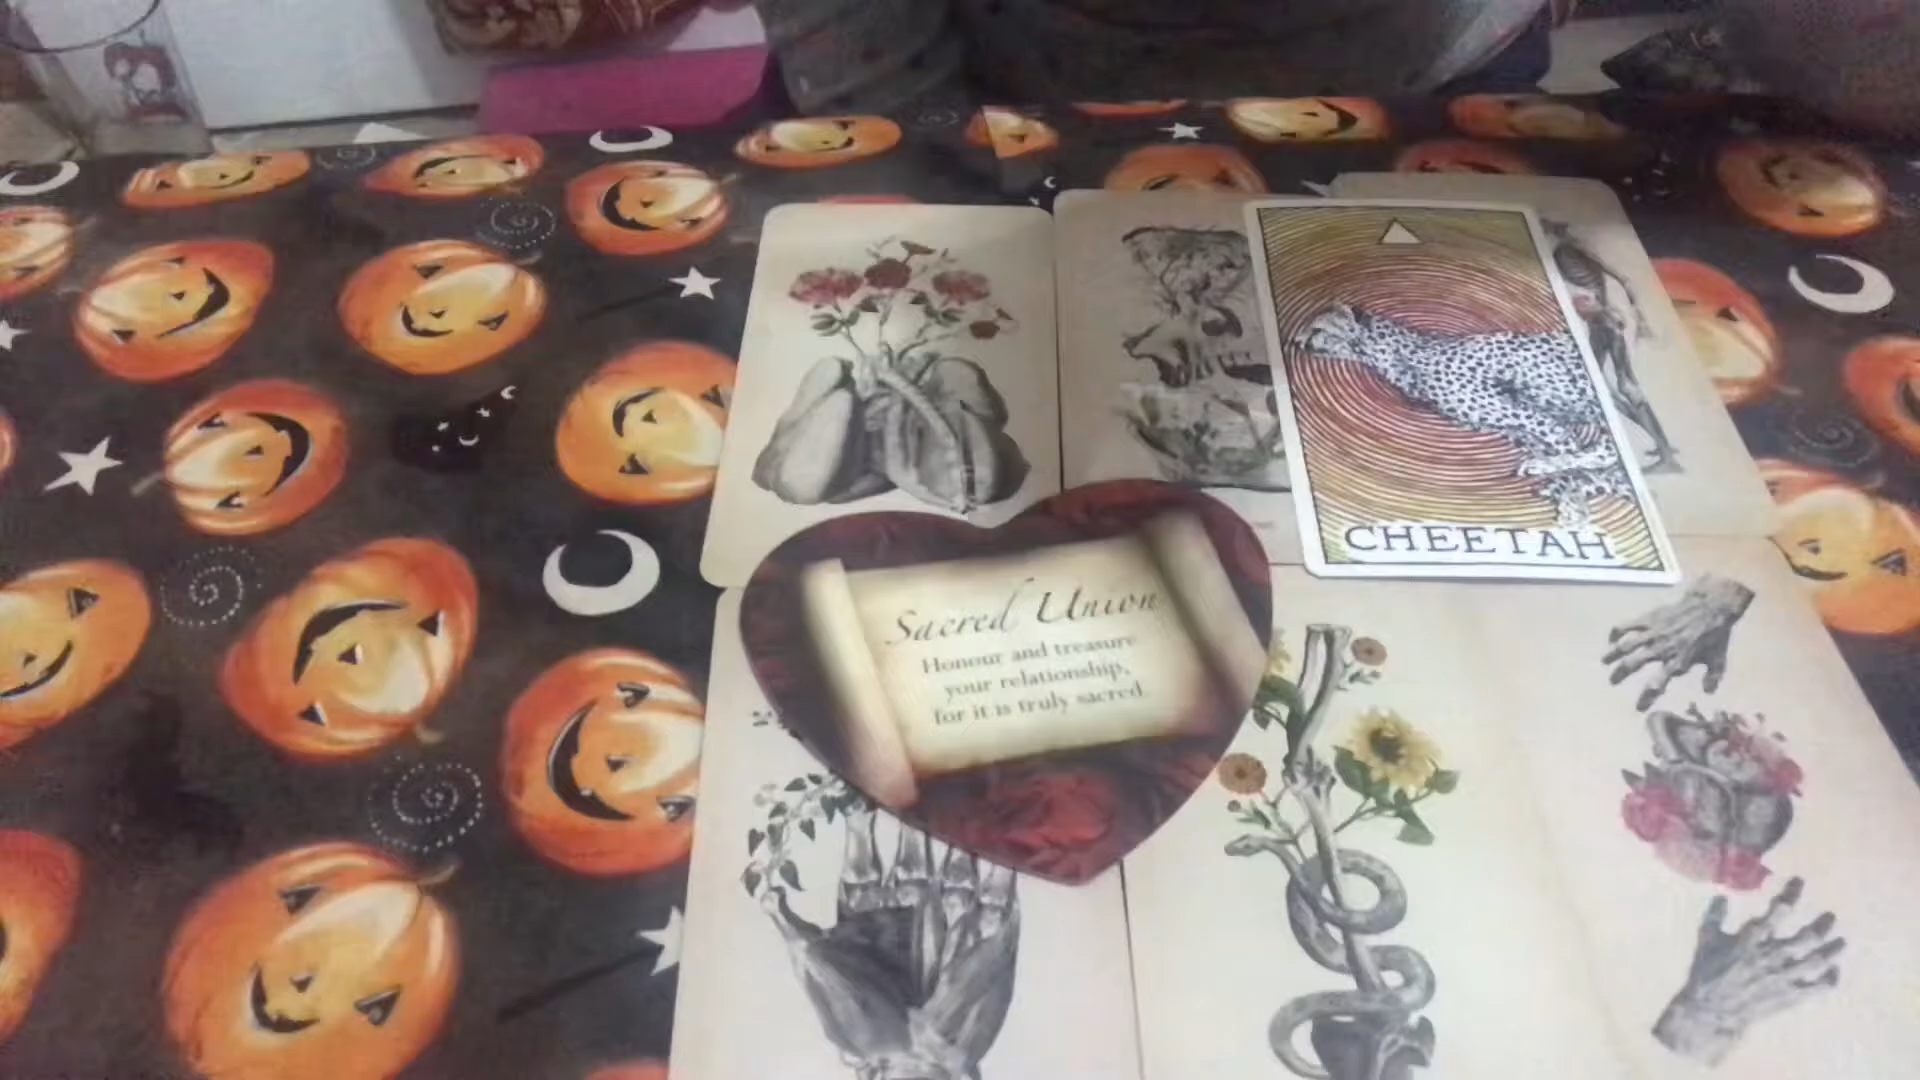 CHEETAH
Sacred Union
Honour and treasure
your relationship,
for it is truly sacred.